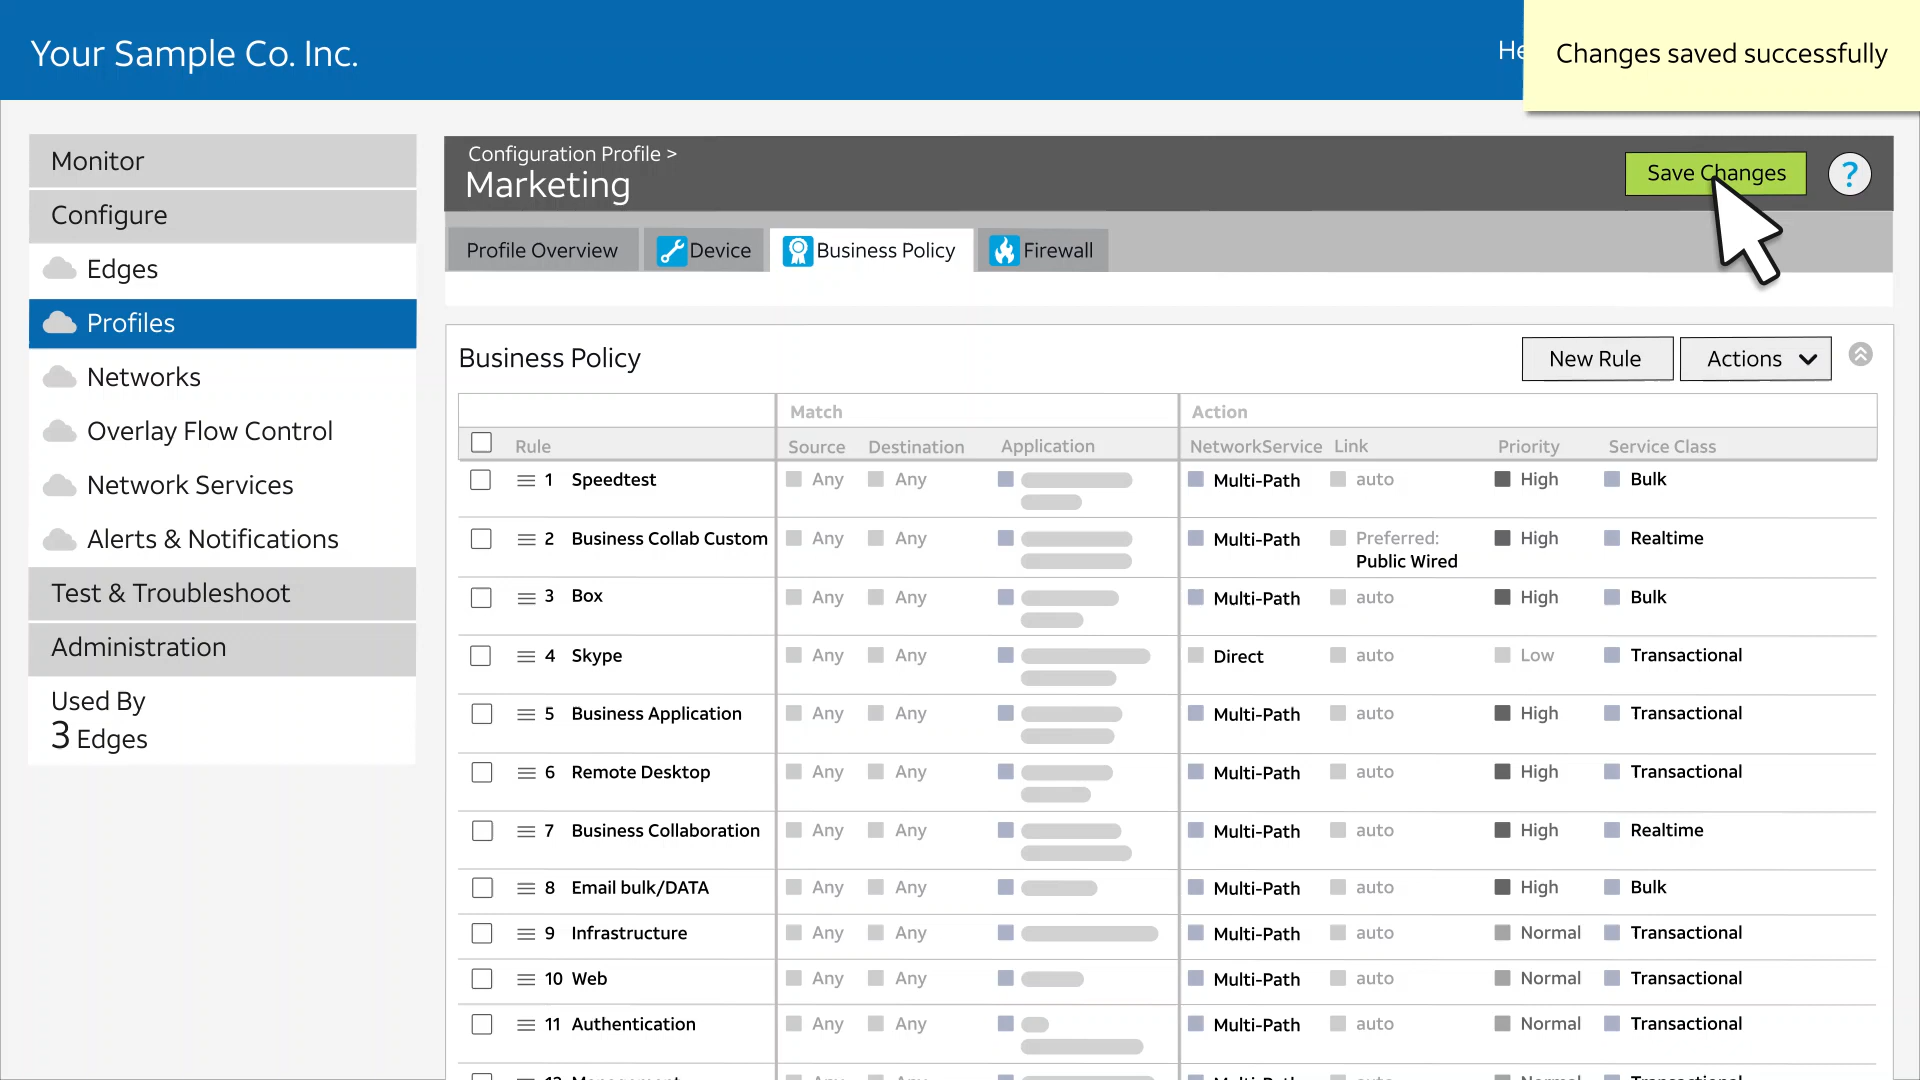 Your Sample Co. Inc.
He
Changes saved successfully
Monitor
Configure
Edges
Profiles
Networks
Overlay Flow Control
Network Services
Alerts & Notifications
Test & Troubleshoot
Administration
Used By
3 Edges
Configuration Profile >
Marketing
Save Changes
?
Profile Overview
Device
Business Policy
Firewall
Business Policy
New Rule
Actions
Match
Action
Rule Source Destination Application NetworkService Link Priority Service Class
1 Speedtest Any Any Multi-Path auto High Bulk
2 Business Collab Custom Any Any Multi-Path Preferred: High Realtime
Public Wired
3 Box Any Any Multi-Path auto High Bulk
4 Skype Any Any Direct auto Low Transactional
5 Business Application Any Any Multi-Path auto High Transactional
6 Remote Desktop Any Any Multi-Path auto High Transactional
7 Business Collaboration Any Any Multi-Path auto High Realtime
8 Email bulk/DATA Any Any Multi-Path auto High Bulk
9 Infrastructure Any Any Multi-Path auto Normal Transactional
10 Web Any Any Multi-Path auto Normal Transactional
11 Authentication Any Any Multi-Path auto Normal Transactional